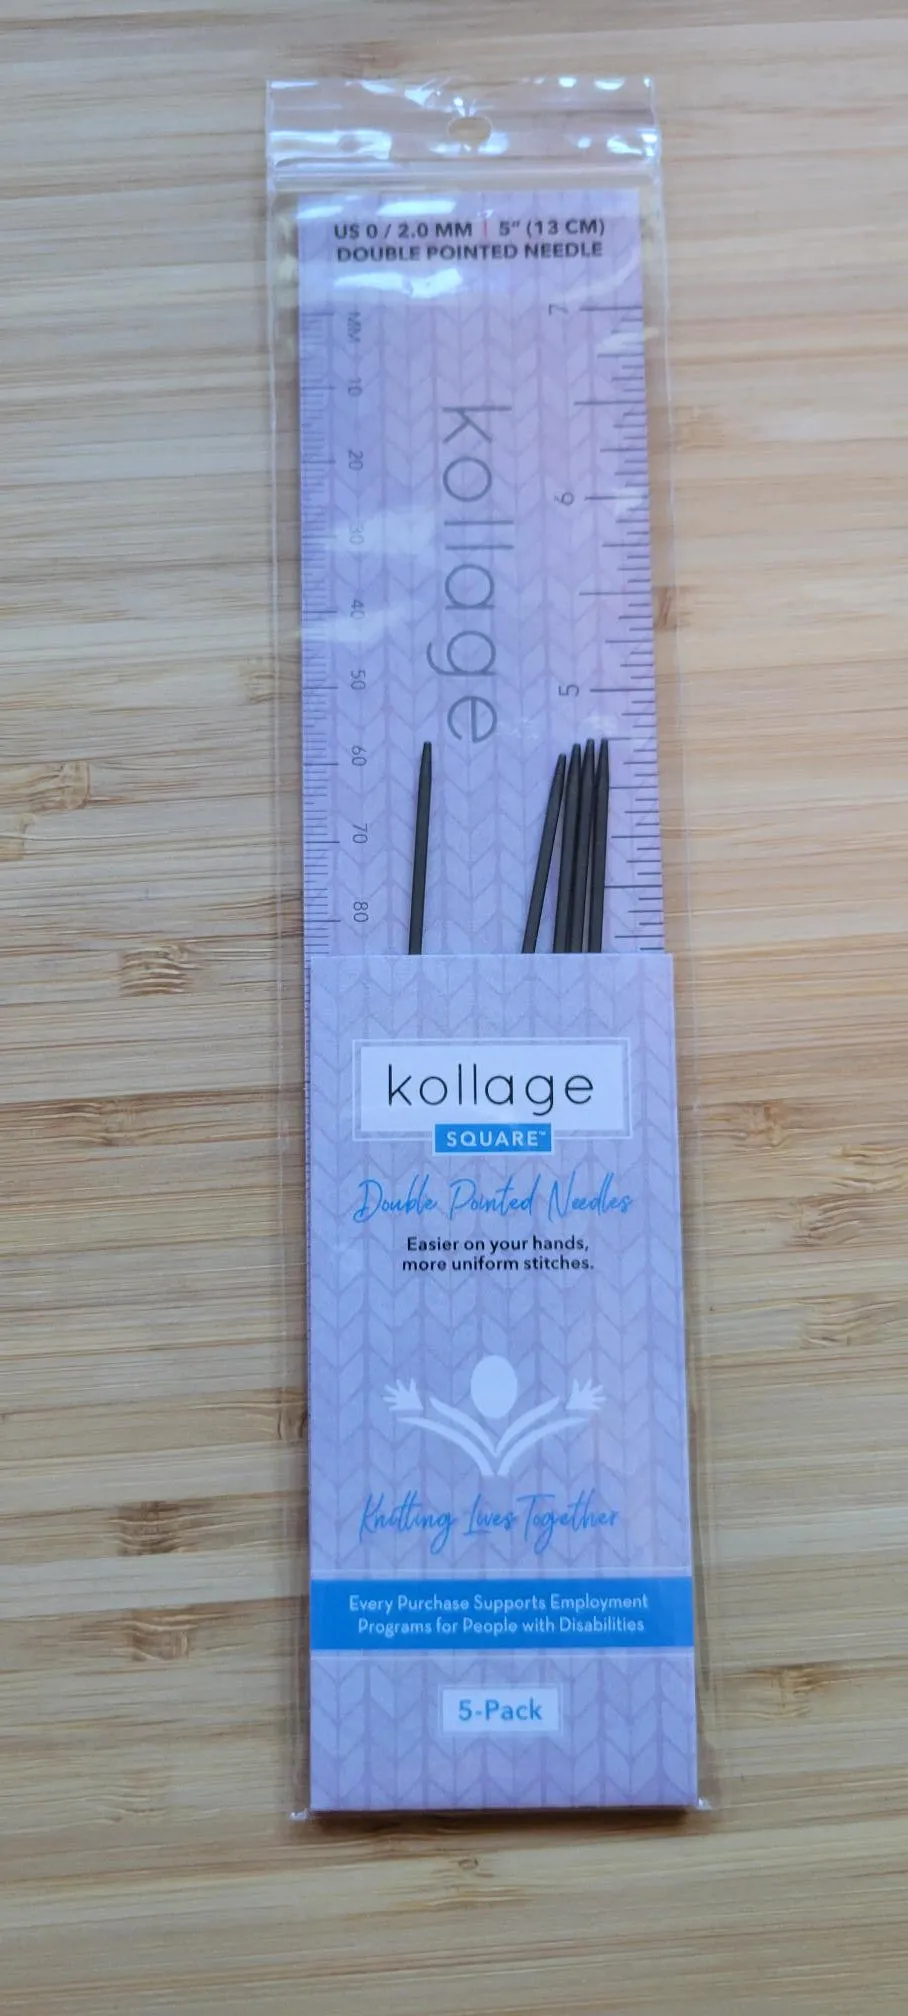 US 0 / 2.0 MM | 5" (13 CM)
DOUBLE POINTED NEEDLE
7
6
5
MM
10
20
30
40
50
60
70
80
kollage
kollage
SQUARE™
Double Pointed Needles
Easier on your hands,
more uniform stitches.
Knitting Lives Together
Every Purchase Supports Employment
Programs for People with Disabilities
5-Pack